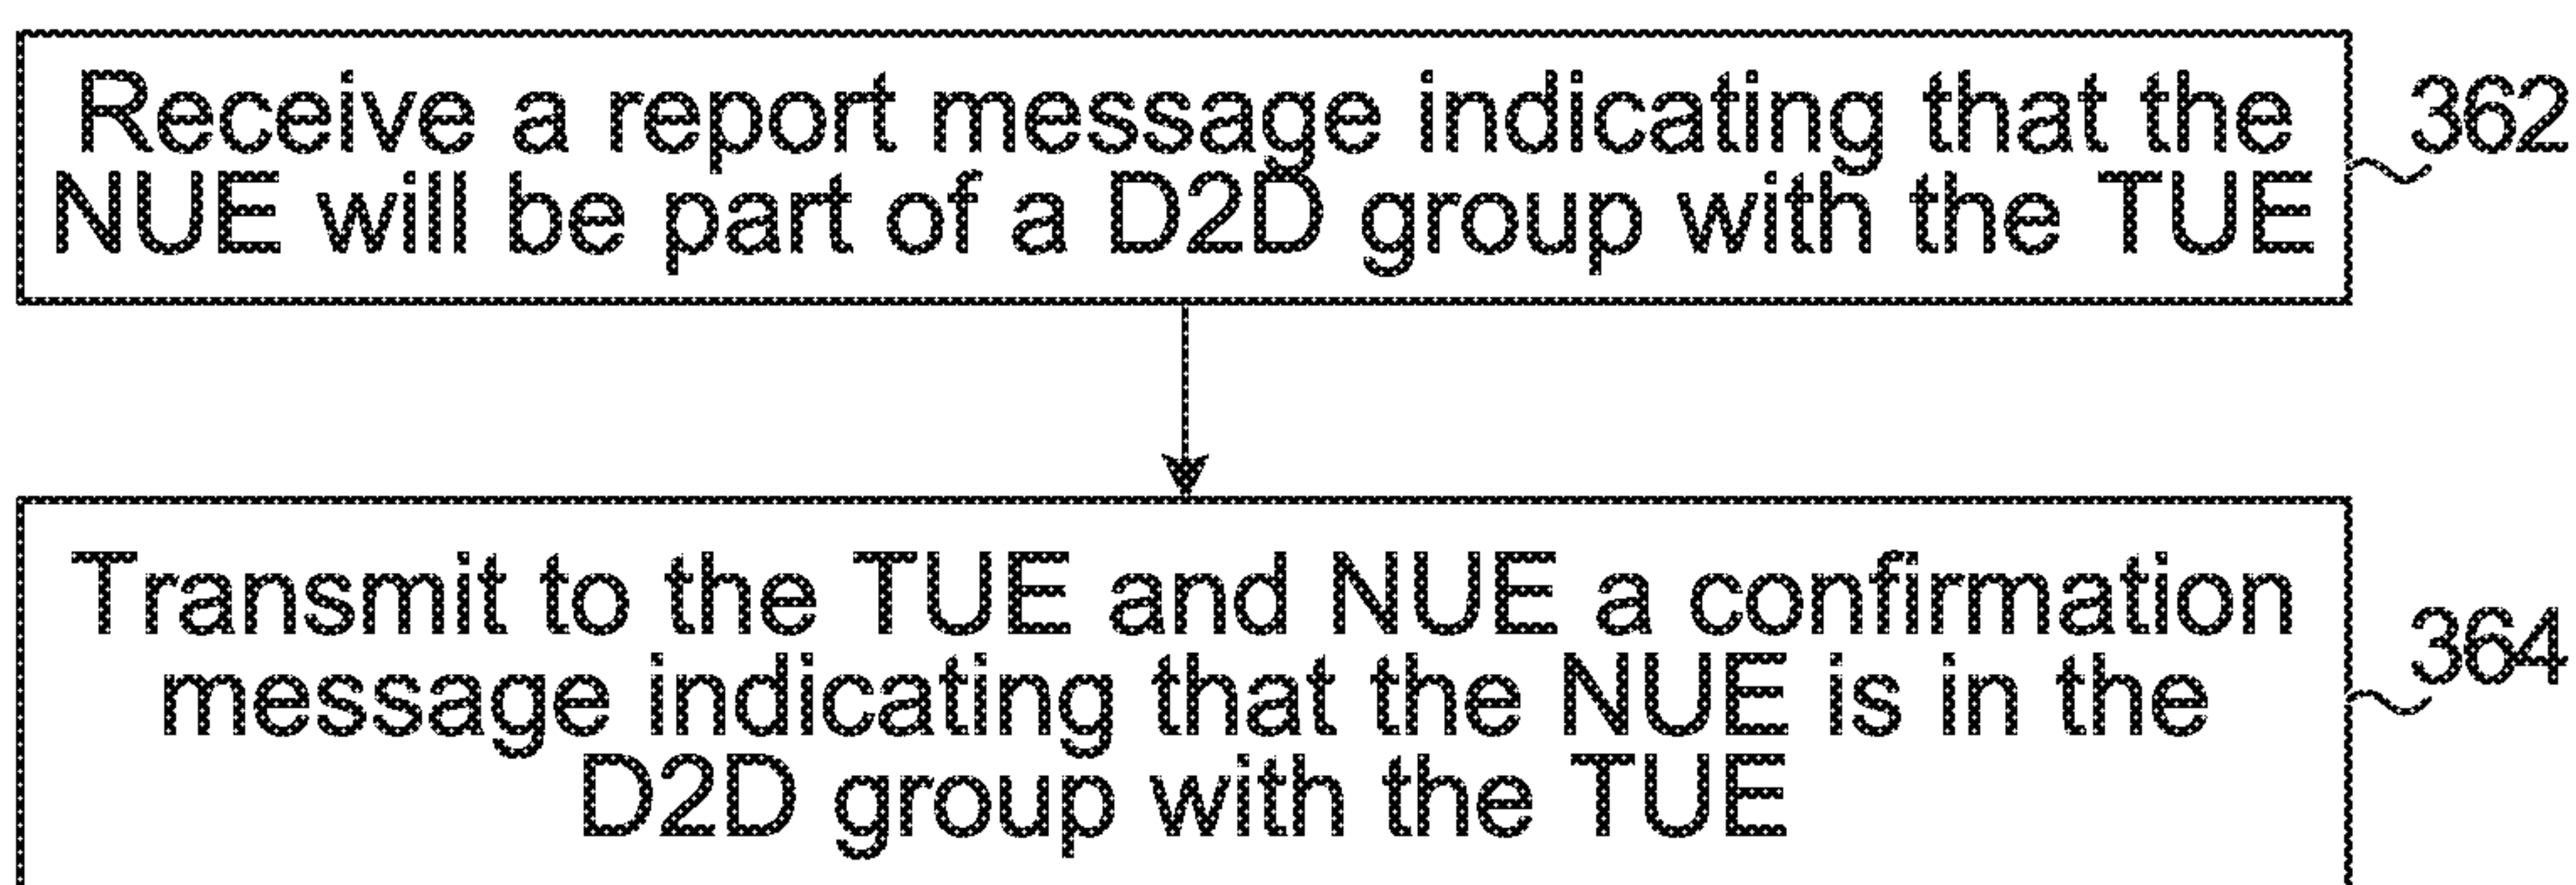 Receive a report message indicating that the
NUE will be part of a D2D group with the TUE
362
Transmit to the TUE and NUE a confirmation
message indicating that the NUE is in the
D2D group with the TUE
364